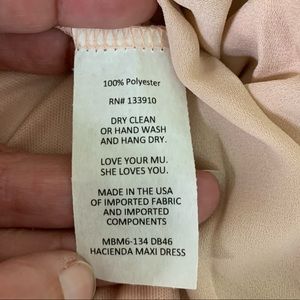 100% Polyester
RN# 133910
DRY CLEAN
OR HAND WASH
AND HANG DRY.
LOVE YOUR MU.
SHE LOVES YOU.
MADE IN THE USA
OF IMPORTED FABRIC
AND IMPORTED
COMPONENTS
MBM6-134 DB46
HACIENDA MAXI DRESS